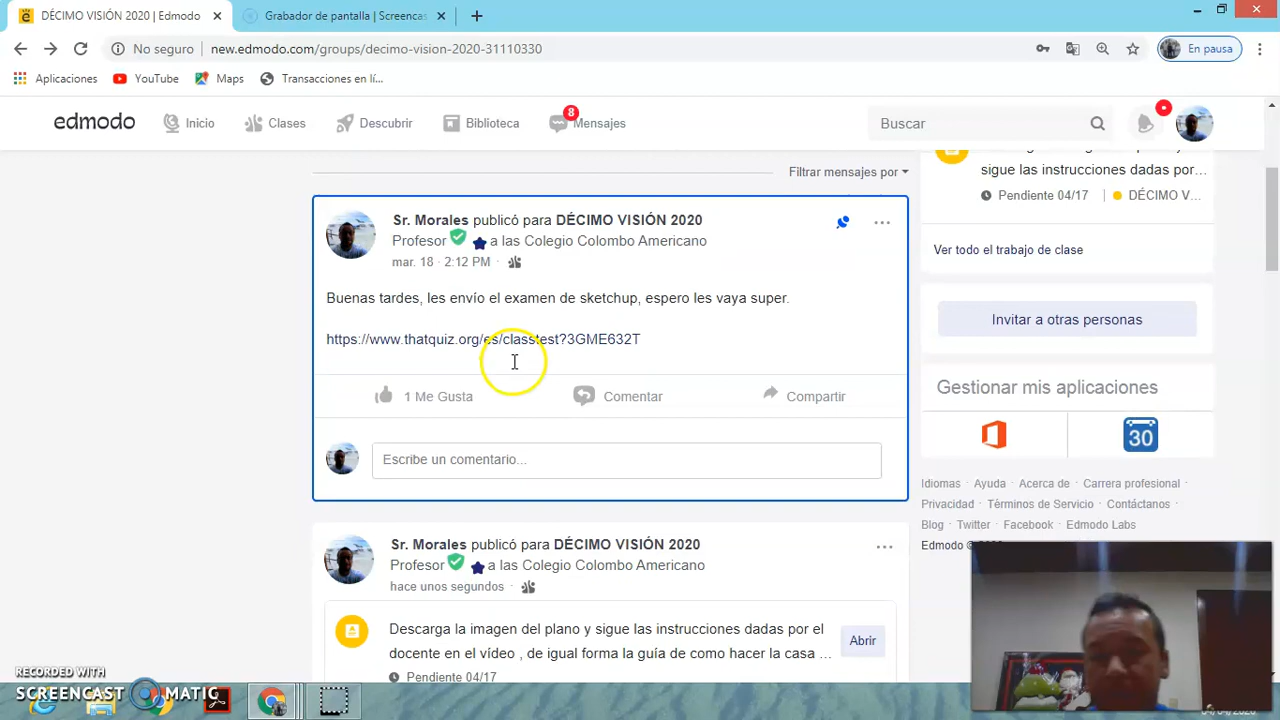 DÉCIMO VISIÓN 2020 | Edmodo
Grabador de pantalla | Screencas
No seguro
new.edmodo.com/groups/decimo-vision-2020-31110330
En pausa
Aplicaciones
YouTube
Maps
Transacciones en lí...
edmodo
Inicio
Clases
Descubrir
Biblioteca
8
Mensajes
Buscar
Filtrar mensajes por
sigue las instrucciones dadas por...
Pendiente 04/17
DÉCIMO V...
Ver todo el trabajo de clase
Invitar a otras personas
Gestionar mis aplicaciones
30
Idiomas · Ayuda · Acerca de · Carrera profesional ·
Privacidad · Términos de Servicio · Contáctanos ·
Blog · Twitter · Facebook · Edmodo Labs
Edmodo ©
Sr. Morales publicó para DÉCIMO VISIÓN 2020
Profesor a las Colegio Colombo Americano
mar. 18 · 2:12 PM ·
Buenas tardes, les envío el examen de sketchup, espero les vaya super.
https://www.thatquiz.org/es/classtest?3GME632T
1 Me Gusta
Comentar
Compartir
Escribe un comentario...
Sr. Morales publicó para DÉCIMO VISIÓN 2020
Profesor a las Colegio Colombo Americano
hace unos segundos ·
Descarga la imagen del plano y sigue las instrucciones dadas por el
docente en el vídeo , de igual forma la guía de como hacer la casa ...
Abrir
Pendiente 04/17
RECORDED WITH
SCREENCAST MATIC
04/04/2020